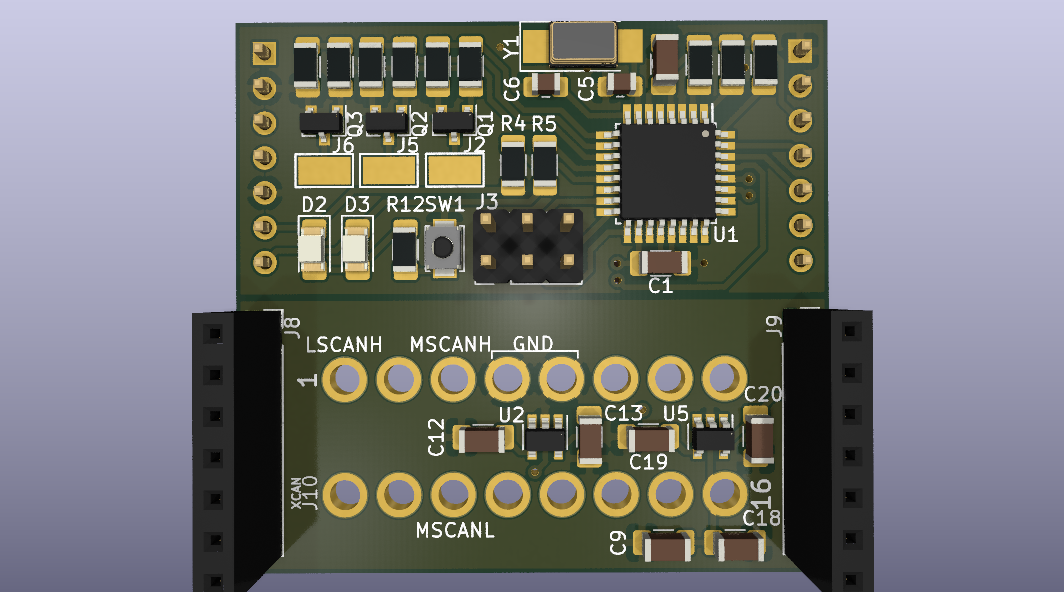 Y1
C6
C5
Q3
Q2
Q1
J6
J5
J2
R4
R5
D2
D3
R12
SW1
J3
U1
C1
J8
J9
LSCANH
MSCANH
GND
1
C20
U2
C13
U5
C12
C19
XCAN
J10
16
C18
MSCANL
C9